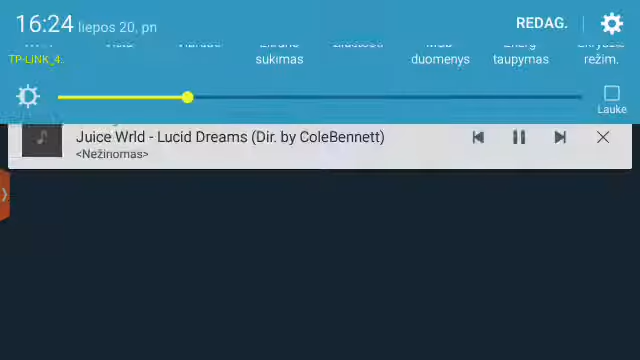 16:24 liepos 20, pn
REDAG.
TP-LINK_4.
sukimas
duomenys
taupymas
režim.
Lauke
Juice Wrld - Lucid Dreams (Dir. by ColeBennett)
<Nežinomas>